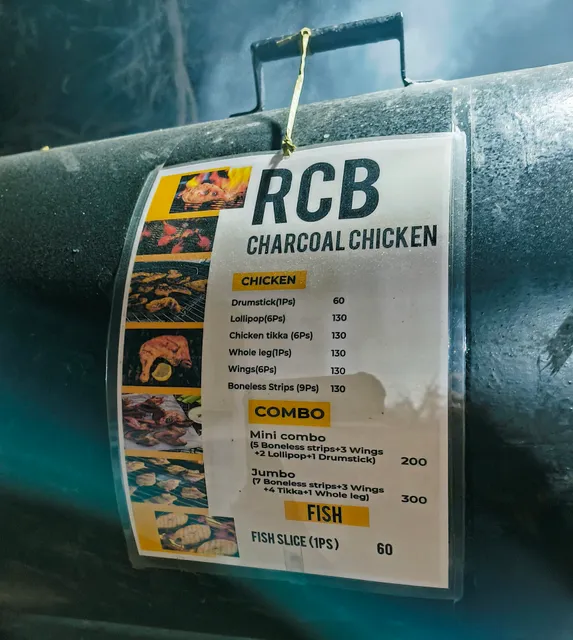 RCB
CHARCOAL CHICKEN
CHICKEN
Drumstick(1Ps) 60
Lollipop(6Ps) 130
Chicken tikka (6Ps) 130
Whole leg(1Ps) 130
Wings(6Ps) 130
Boneless Strips (9Ps) 130
COMBO
Mini combo
(5 Boneless strips+3 Wings
+2 Lollipop+1 Drumstick) 200
Jumbo
(7 Boneless strips+3 Wings
+4 Tikka+1 Whole leg) 300
FISH
FISH SLICE (1PS) 60